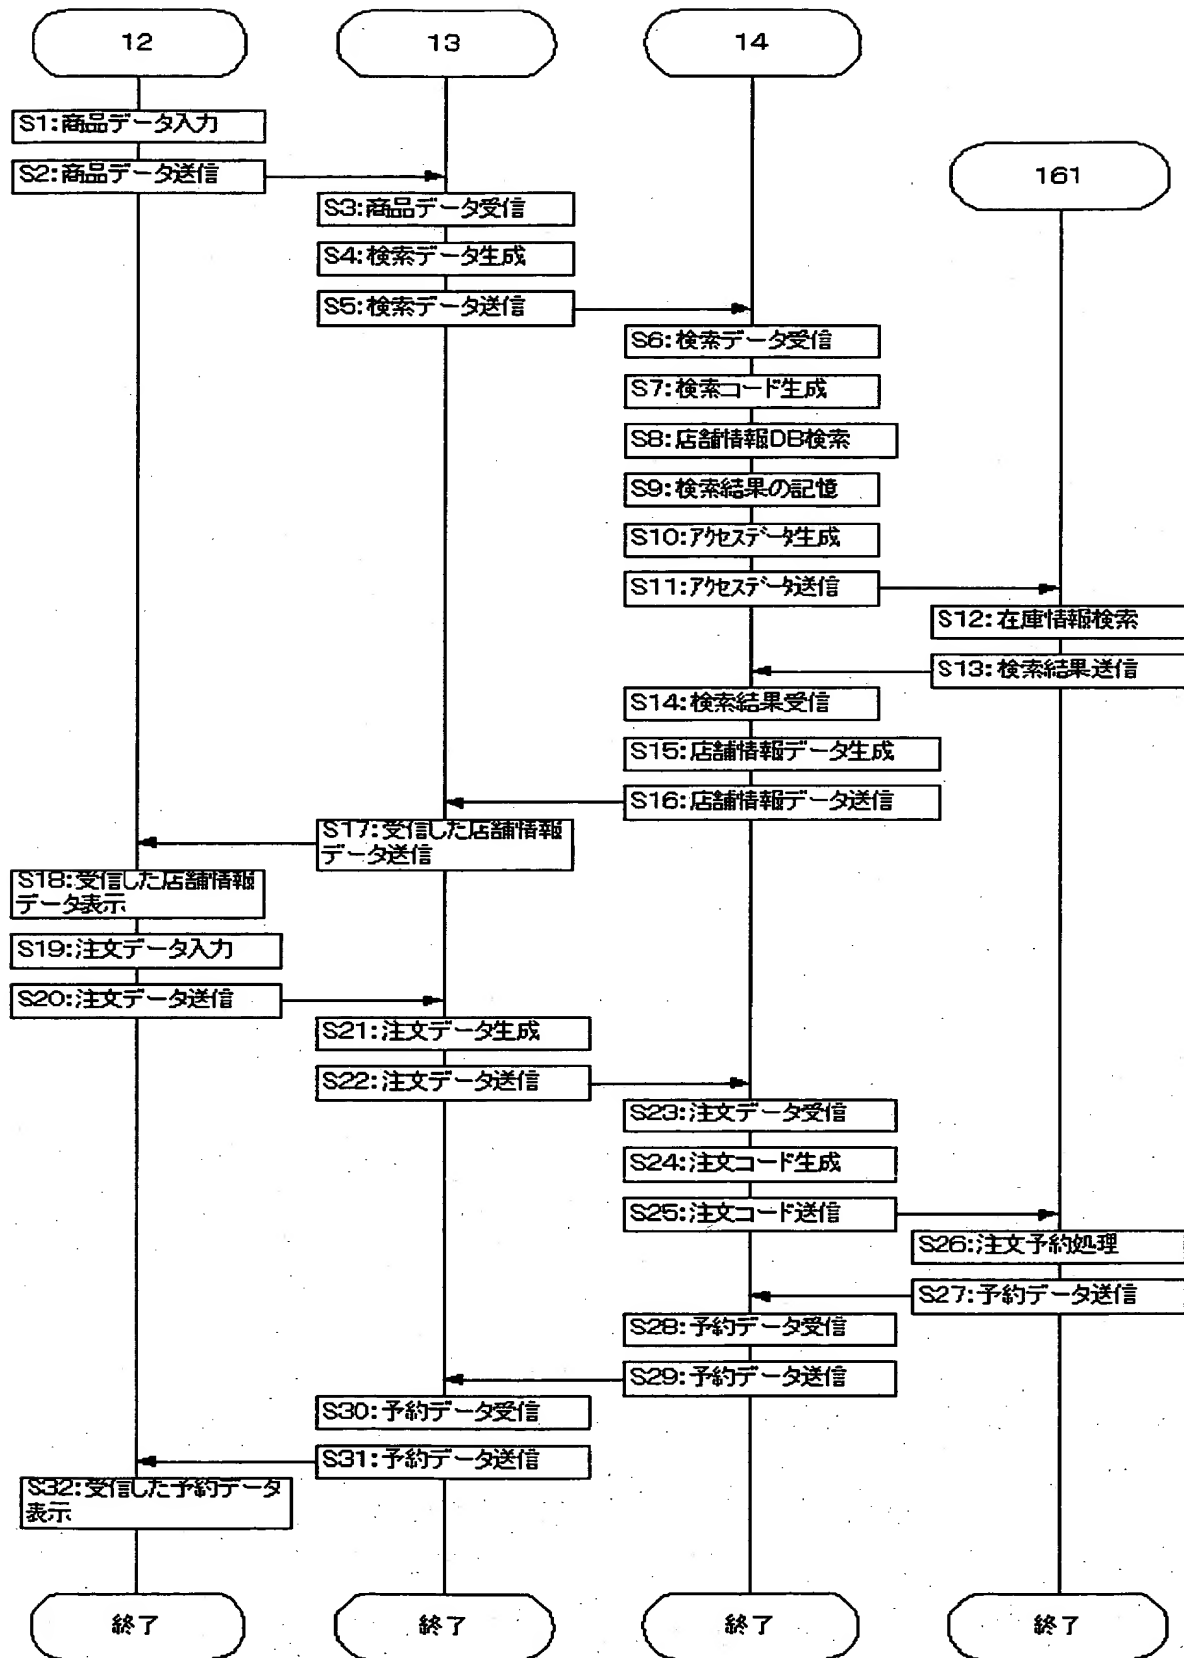 12
13
14
161
S1:商品データ入力
S2:商品データ送信
S3:商品データ受信
S4:検索データ生成
S5:検索データ送信
S6:検索データ受信
S7:検索コード生成
S8:店舗情報DB検索
S9:検索結果の記憶
S10:アクセスデータ生成
S11:アクセスデータ送信
S12:在庫情報検索
S13:検索結果送信
S14:検索結果受信
S15:店舗情報データ生成
S16:店舗情報データ送信
S17:受信した店舗情報
データ送信
S18:受信した店舗情報
データ表示
S19:注文データ入力
S20:注文データ送信
S21:注文データ生成
S22:注文データ送信
S23:注文データ受信
S24:注文コード生成
S25:注文コード送信
S26:注文予約処理
S27:予約データ送信
S28:予約データ受信
S29:予約データ送信
S30:予約データ受信
S31:予約データ送信
S32:受信した予約データ
表示
終了
終了
終了
終了